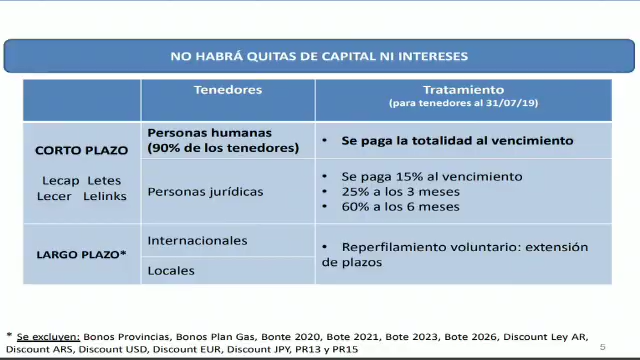 NO HABRÁ QUITAS DE CAPITAL NI INTERESES
Tenedores
Tratamiento
(para tenedores al 31/07/19)
CORTO PLAZO
Lecap Letes
Lecer Lelinks
Personas humanas
(90% de los tenedores)
• Se paga la totalidad al vencimiento
Personas jurídicas
• Se paga 15% al vencimiento
• 25% a los 3 meses
• 60% a los 6 meses
LARGO PLAZO*
Internacionales
Locales
• Reperfilamiento voluntario: extensión
de plazos
* Se excluyen: Bonos Provincias, Bonos Plan Gas, Bonte 2020, Bote 2021, Bote 2023, Bote 2026, Discount Ley AR,
Discount ARS, Discount USD, Discount EUR, Discount JPY, PR13 y PR15
5